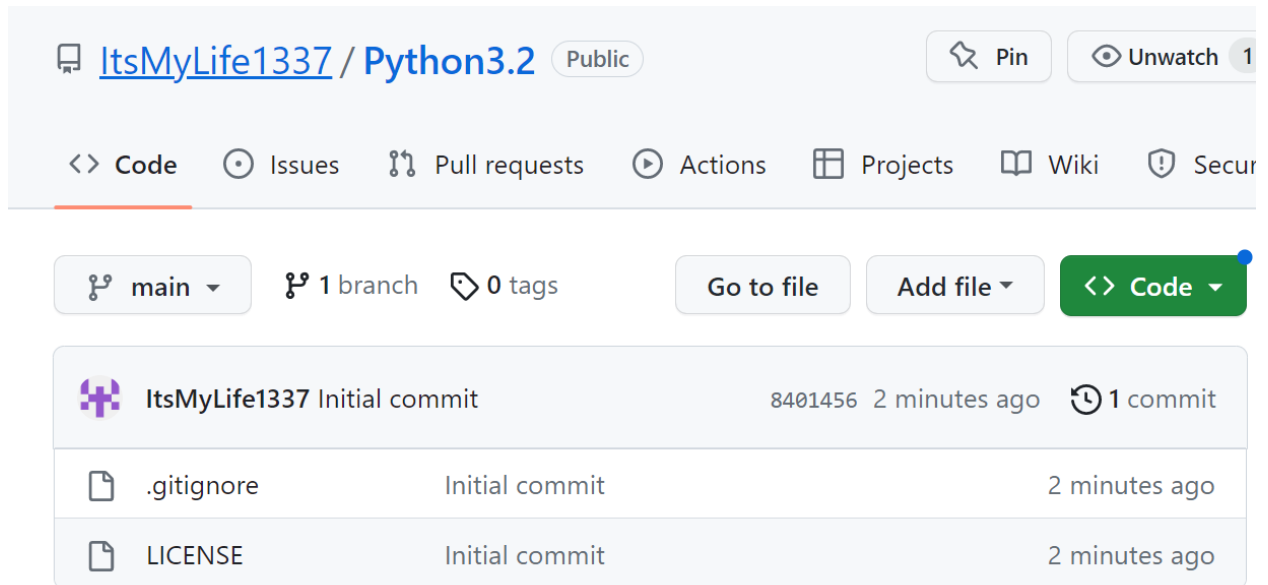 ItsMyLife1337 / Python3.2 Public Pin Unwatch 1
Code Issues Pull requests Actions Projects Wiki Secur
main 1 branch 0 tags Go to file Add file Code
ItsMyLife1337 Initial commit 8401456 2 minutes ago 1 commit
.gitignore Initial commit 2 minutes ago
LICENSE Initial commit 2 minutes ago